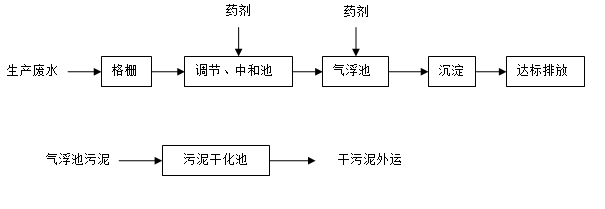 药剂
药剂
生产废水
格栅
调节、中和池
气浮池
沉淀
达标排放
气浮池污泥
污泥干化池
干污泥外运